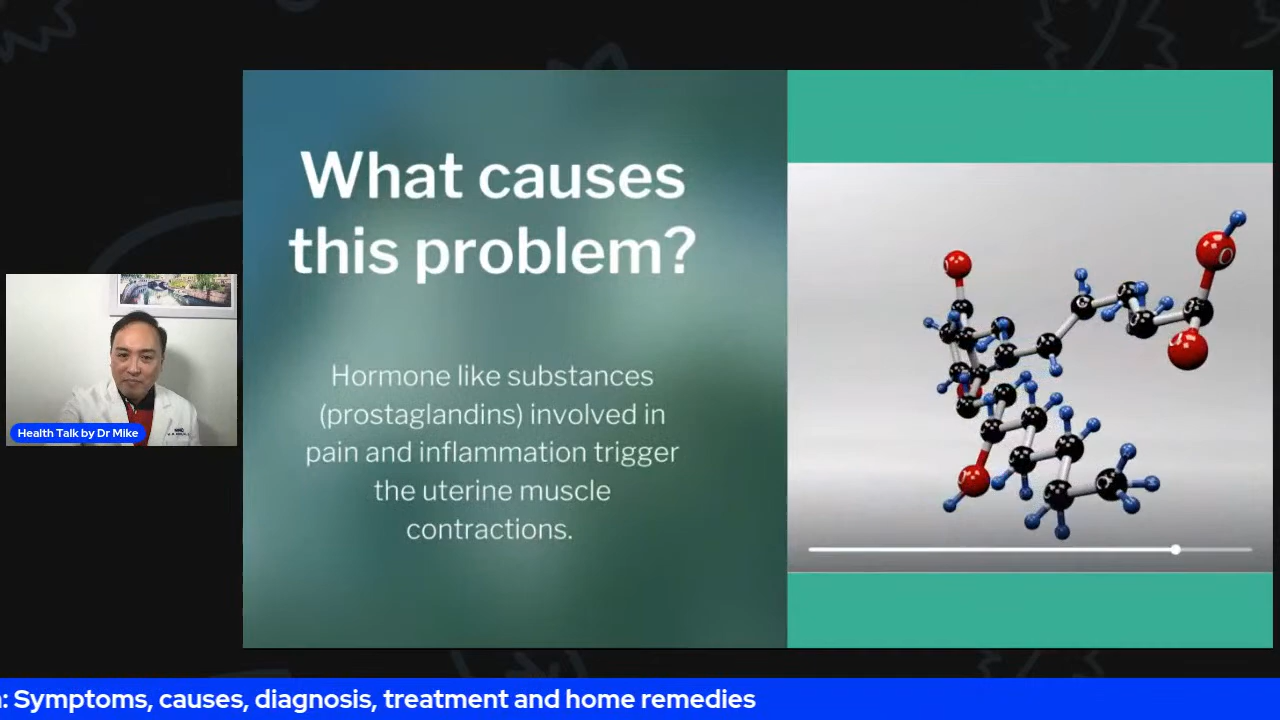 What causes
this problem?
Hormone like substances
(prostaglandins) involved in
pain and inflammation trigger
the uterine muscle
contractions.
Health Talk by Dr Mike
: Symptoms, causes, diagnosis, treatment and home remedies